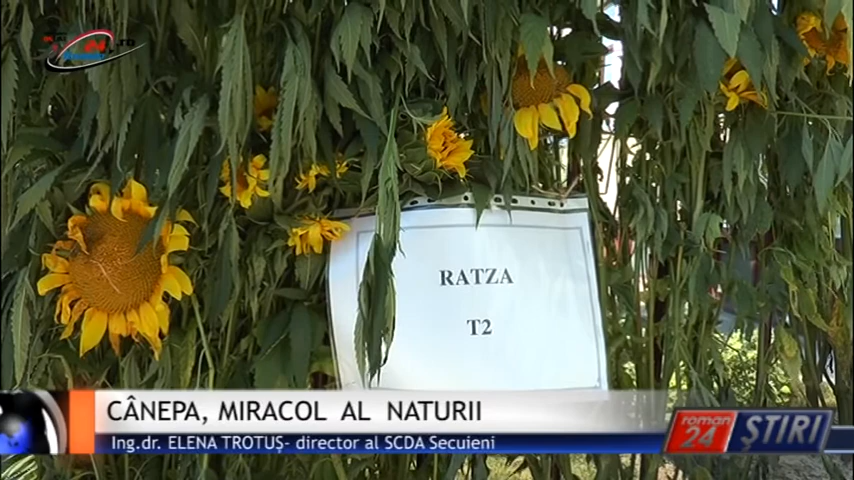 RATZA
T2
CÂNEPA, MIRACOL AL NATURII
Ing.dr. ELENA TROTUȘ- director al SCDA Secuieni
roman
24 ȘTIRI